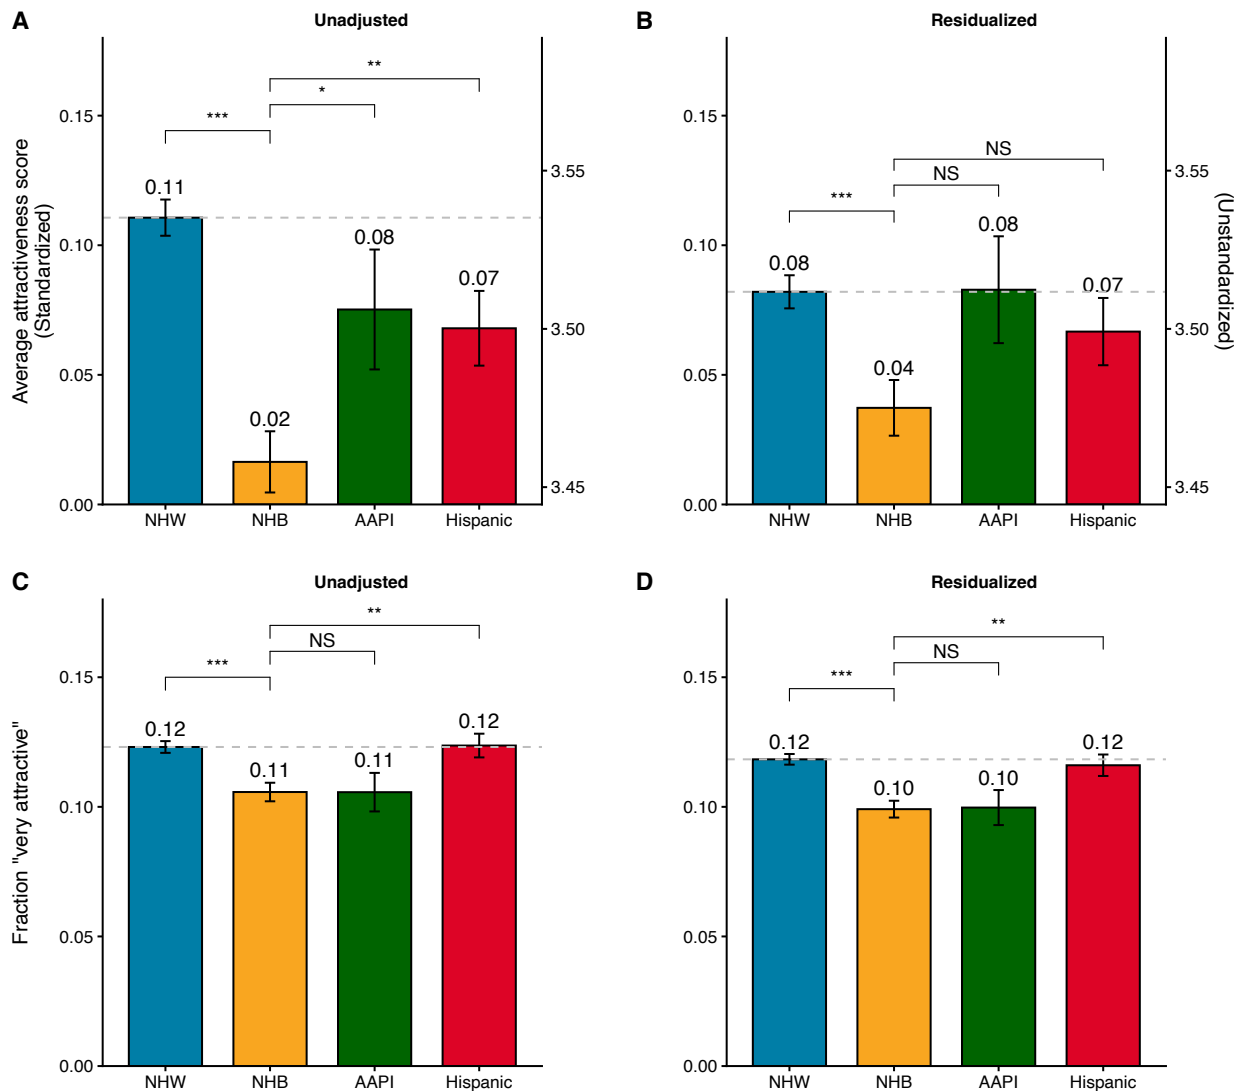 A
Unadjusted
Average attractiveness score
(Standardized)
0.15
0.10
0.05
0.00
***
*
**
0.11
0.02
0.08
0.07
3.55
3.50
3.45
NHW
NHB
AAPI
Hispanic
B
Residualized
0.15
0.10
0.05
0.00
***
NS
NS
0.08
0.04
0.08
0.07
3.55
3.50
3.45
(Unstandardized)
NHW
NHB
AAPI
Hispanic
C
Unadjusted
Fraction "very attractive"
0.15
0.10
0.05
0.00
***
NS
**
0.12
0.11
0.11
0.12
NHW
NHB
AAPI
Hispanic
D
Residualized
0.15
0.10
0.05
0.00
***
NS
**
0.12
0.10
0.10
0.12
NHW
NHB
AAPI
Hispanic